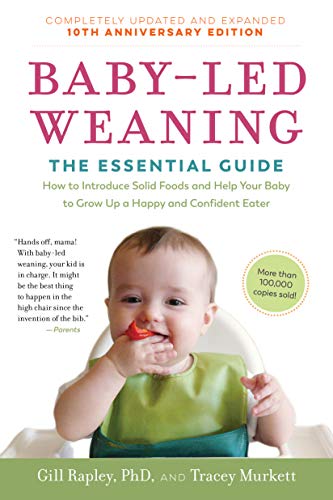 COMPLETELY UPDATED AND EXPANDED
10TH ANNIVERSARY EDITION
BABY-LED
WEANING
THE ESSENTIAL GUIDE
How to Introduce Solid Foods and Help Your Baby
to Grow Up a Happy and Confident Eater
"Hands off, mama!
With baby-led
weaning, your kid is
in charge. It might
be the best thing
to happen in the
high chair since the
invention of the bib."
—Parents
More than
100,000
copies sold!
Gill Rapley, PhD, AND Tracey Murkett